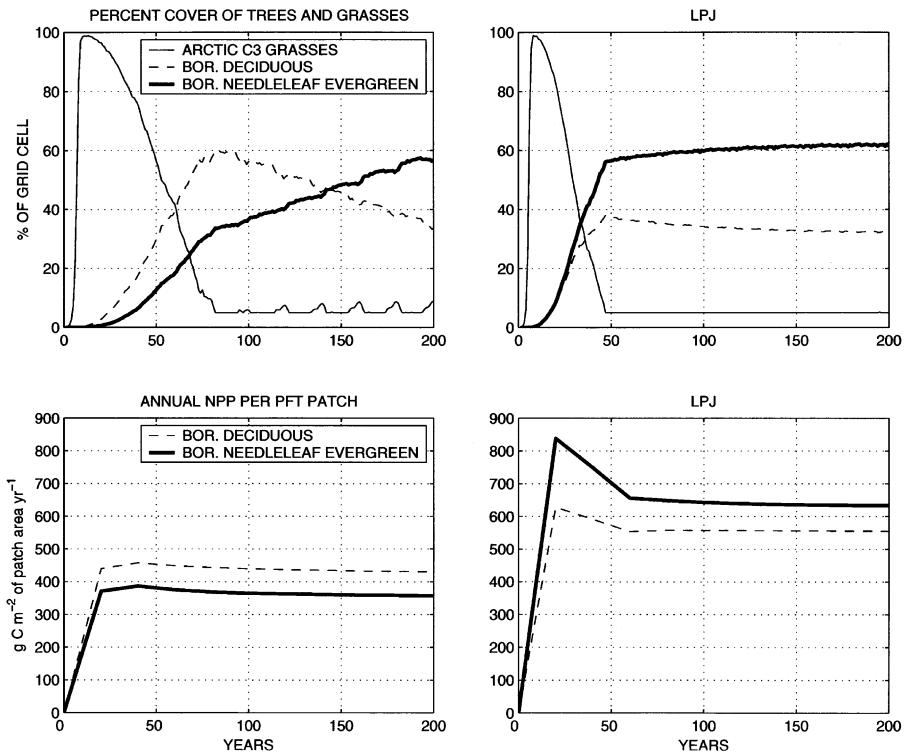 PERCENT COVER OF TREES AND GRASSES
ARCTIC C3 GRASSES
BOR. DECIDUOUS
BOR. NEEDLELEAF EVERGREEN
% OF GRID CELL
100
80
60
40
20
0
0 50 100 150 200
LPJ
100
80
60
40
20
0
0 50 100 150 200
ANNUAL NPP PER PFT PATCH
BOR. DECIDUOUS
BOR. NEEDLELEAF EVERGREEN
g C m⁻² of patch area yr⁻¹
900
800
700
600
500
400
300
200
100
0
0 50 100 150 200
YEARS
LPJ
900
800
700
600
500
400
300
200
100
0
0 50 100 150 200
YEARS